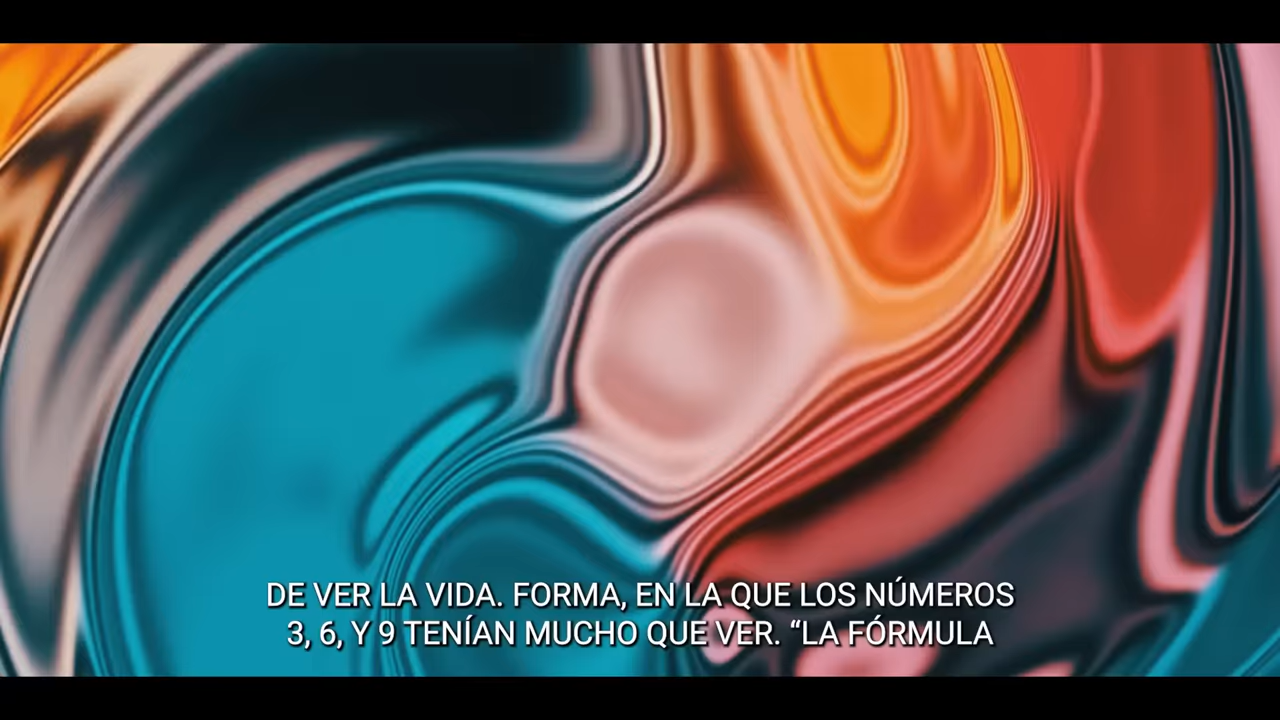 DE VER LA VIDA. FORMA, EN LA QUE LOS NÚMEROS
3, 6, Y 9 TENÍAN MUCHO QUE VER. “LA FÓRMULA